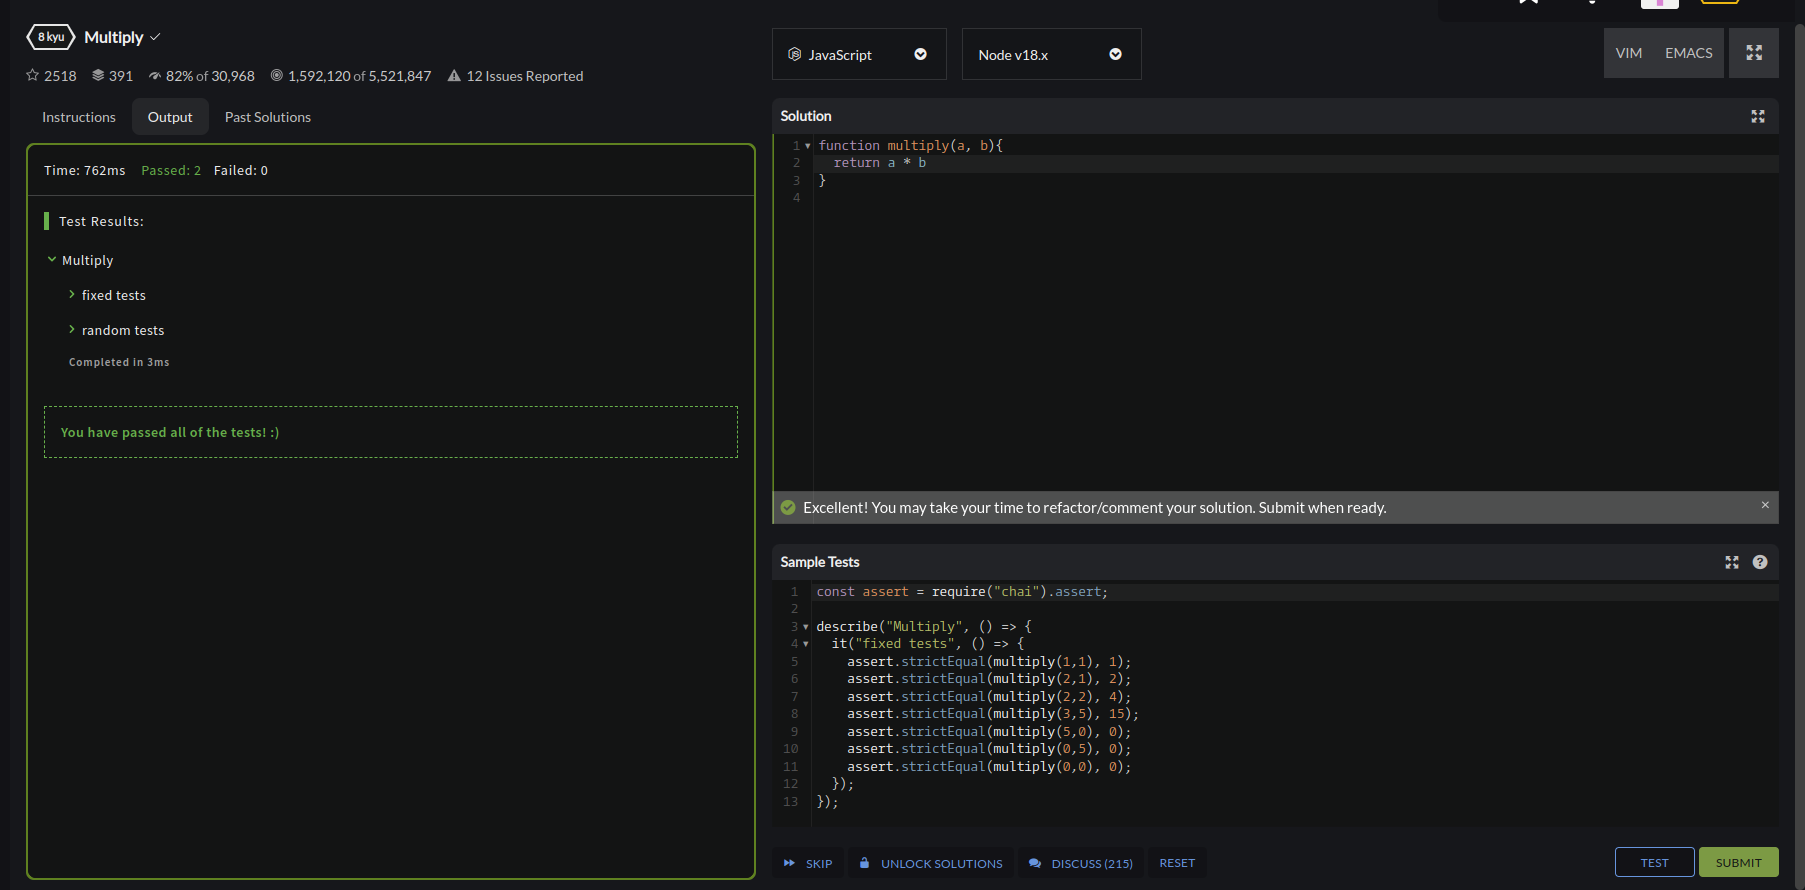 8 kyu Multiply
2518 391 82% of 30,968 1,592,120 of 5,521,847 12 Issues Reported
Instructions Output Past Solutions
Time: 762ms Passed: 2 Failed: 0
Test Results:
Multiply
fixed tests
random tests
Completed in 3ms
You have passed all of the tests! :)
JavaScript Node v18.x VIM EMACS
Solution
1 function multiply(a, b){
2   return a * b
3 }
4
Excellent! You may take your time to refactor/comment your solution. Submit when ready. ×
Sample Tests
1 const assert = require("chai").assert;
2
3 describe("Multiply", () => {
4   it("fixed tests", () => {
5     assert.strictEqual(multiply(1,1), 1);
6     assert.strictEqual(multiply(2,1), 2);
7     assert.strictEqual(multiply(2,2), 4);
8     assert.strictEqual(multiply(3,5), 15);
9     assert.strictEqual(multiply(5,0), 0);
10     assert.strictEqual(multiply(0,5), 0);
11     assert.strictEqual(multiply(0,0), 0);
12   });
13 });
SKIP UNLOCK SOLUTIONS DISCUSS (215) RESET TEST SUBMIT